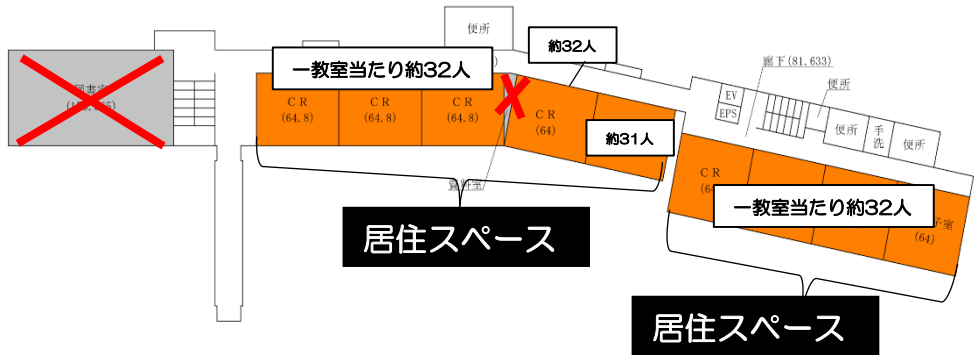 便所
約32人
一教室当たり約32人
廊下(81.633)
便所
ＣＲ
(64.8)
ＣＲ
(64.8)
ＣＲ
(64.8)
ＣＲ
(64)
EV
EPS
便所
手洗
便所
約31人
ＣＲ
一教室当たり約32人
子室
(64)
居住スペース
居住スペース